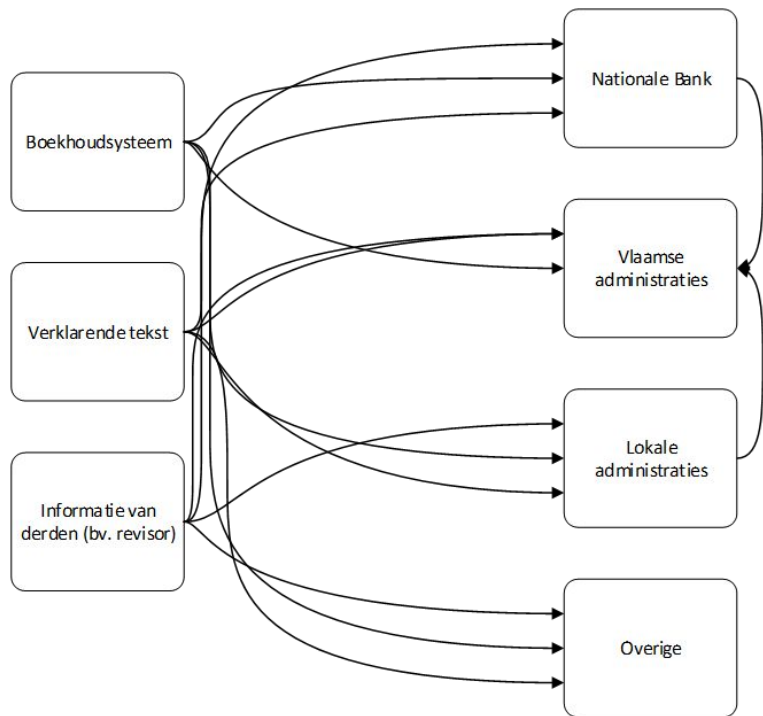 Boekhoudsysteem
Verklarende tekst
Informatie van
derden (bv. revisor)
Nationale Bank
Vlaamse
administraties
Lokale
administraties
Overige